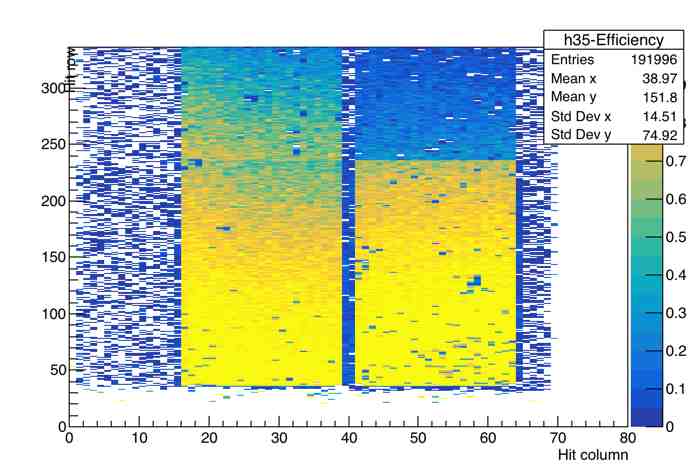 h35-Efficiency
Entries 191996
Mean x 38.97
Mean y 151.8
Std Dev x 14.51
Std Dev y 74.92
Hit row
300
250
200
150
100
50
0
0 10 20 30 40 50 60 70 80
Hit column
0.7
0.6
0.5
0.4
0.3
0.2
0.1
0